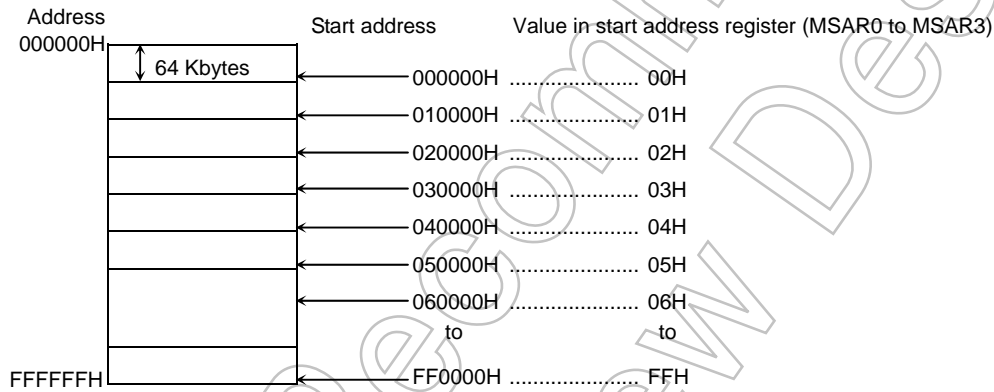 Address
Start address Value in start address register (MSAR0 to MSAR3)
000000H
64 Kbytes
000000H ...................... 00H
010000H ...................... 01H
020000H ...................... 02H
030000H ...................... 03H
040000H ...................... 04H
050000H ...................... 05H
060000H ...................... 06H
to to
FFFFFFH FF0000H ...................... FFH